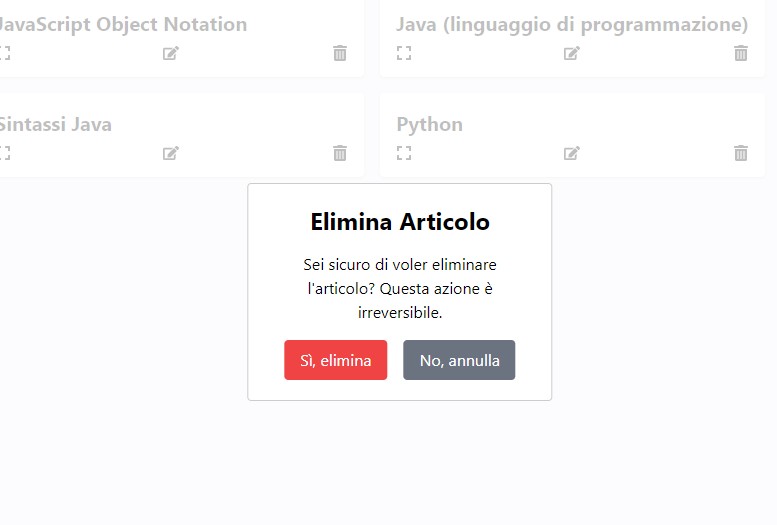 JavaScript Object Notation
Java (linguaggio di programmazione)
Sintassi Java
Python
Elimina Articolo
Sei sicuro di voler eliminare
l'articolo? Questa azione è
irreversibile.
Sì, elimina
No, annulla